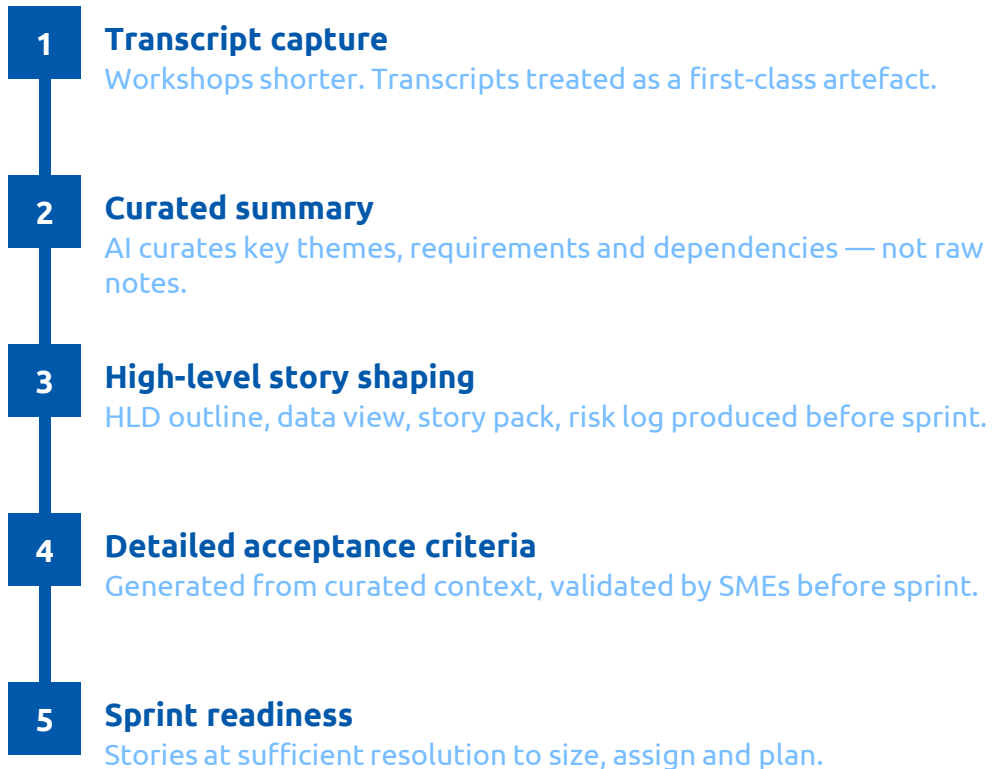 1
Transcript capture
Workshops shorter. Transcripts treated as a first-class artefact.
2
Curated summary
AI curates key themes, requirements and dependencies — not raw
notes.
3
High-level story shaping
HLD outline, data view, story pack, risk log produced before sprint.
4
Detailed acceptance criteria
Generated from curated context, validated by SMEs before sprint.
5
Sprint readiness
Stories at sufficient resolution to size, assign and plan.